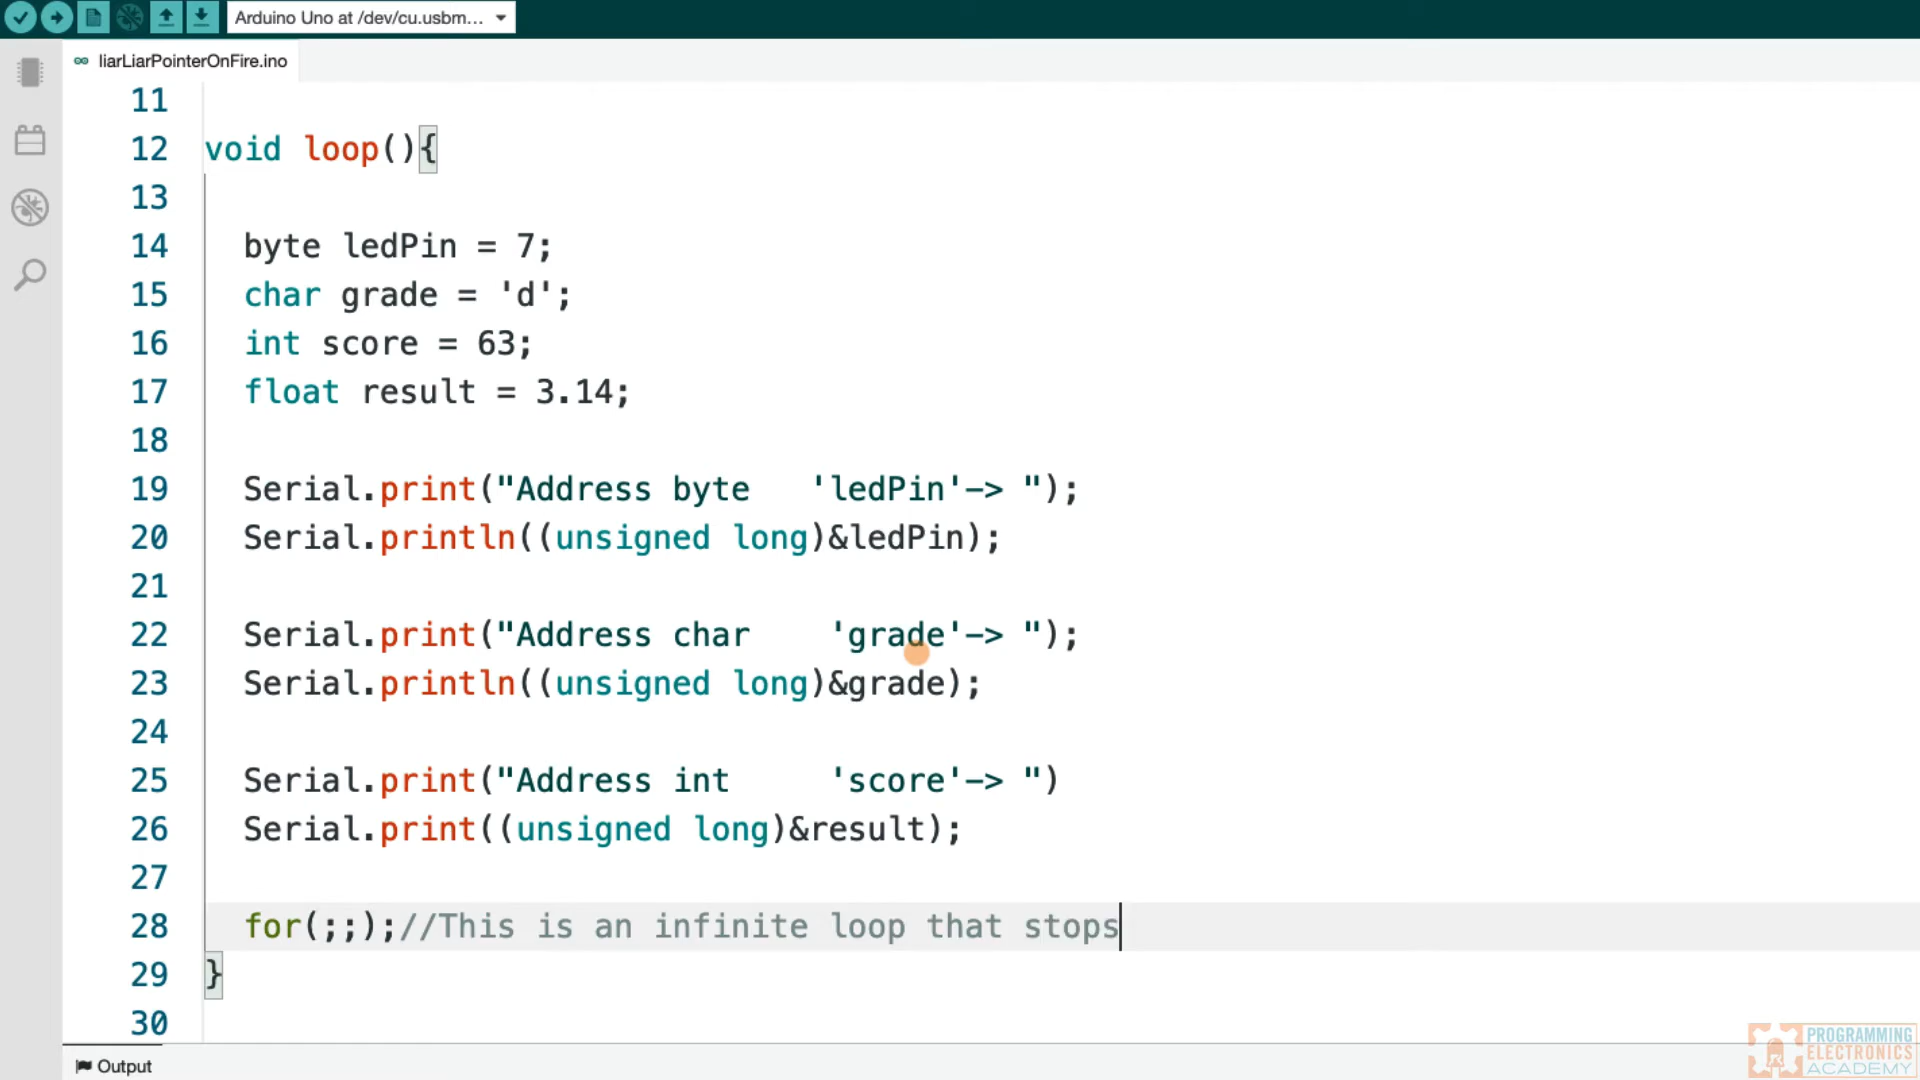 Arduino Uno at /dev/cu.usbm...
liarLiarPointerOnFire.ino
11
12 void loop(){
13
14 byte ledPin = 7;
15 char grade = 'd';
16 int score = 63;
17 float result = 3.14;
18
19 Serial.print("Address byte   'ledPin'-> ");
20 Serial.println((unsigned long)&ledPin);
21
22 Serial.print("Address char    'grade'-> ");
23 Serial.println((unsigned long)&grade);
24
25 Serial.print("Address int     'score'-> ")
26 Serial.print((unsigned long)&result);
27
28 for(;;);//This is an infinite loop that stops
29 }
30
Output
PROGRAMMING
ELECTRONICS
ACADEMY